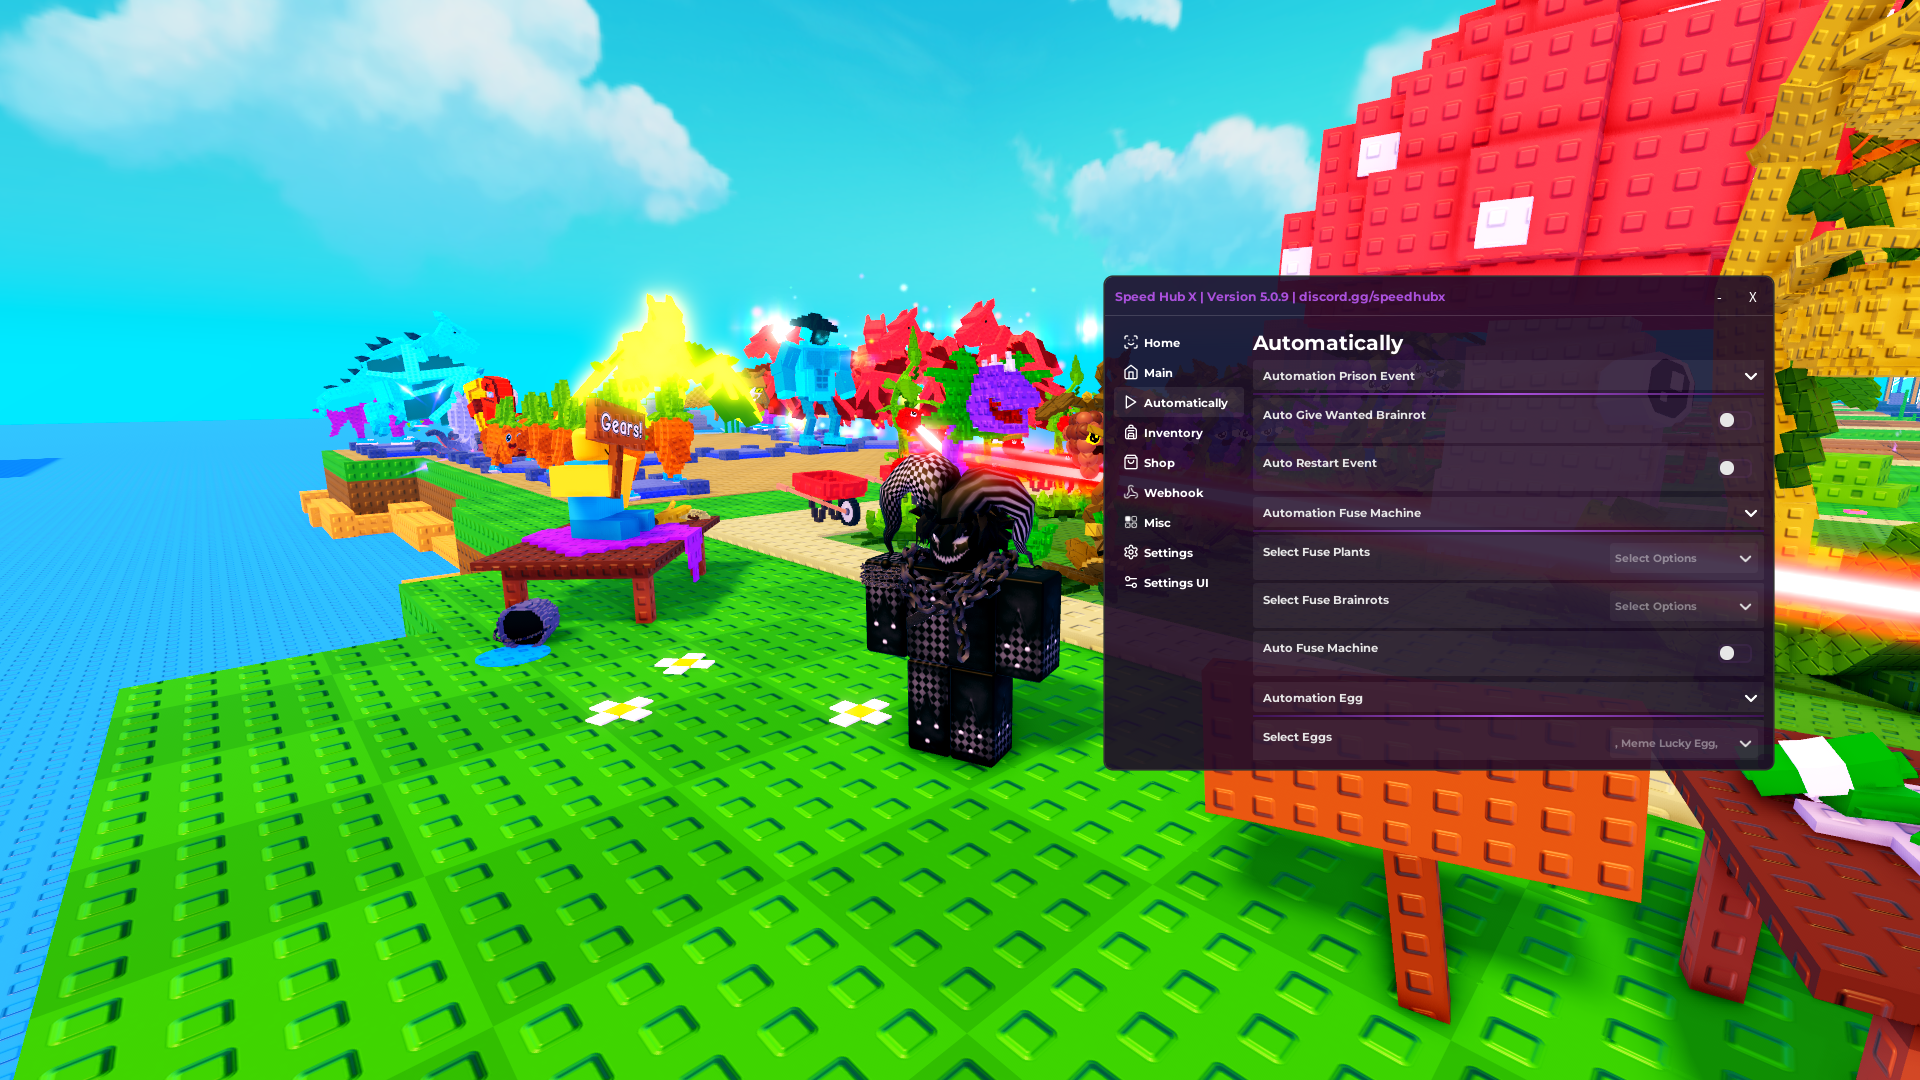 Gears!
Speed Hub X | Version 5.0.9 | discord.gg/speedhubx
- X
Home
Main
Automatically
Inventory
Shop
Webhook
Misc
Settings
Settings UI
Automatically
Automation Prison Event
Auto Give Wanted Brainrot
Auto Restart Event
Automation Fuse Machine
Select Fuse Plants
Select Options
Select Fuse Brainrots
Select Options
Auto Fuse Machine
Automation Egg
Select Eggs
, Meme Lucky Egg,